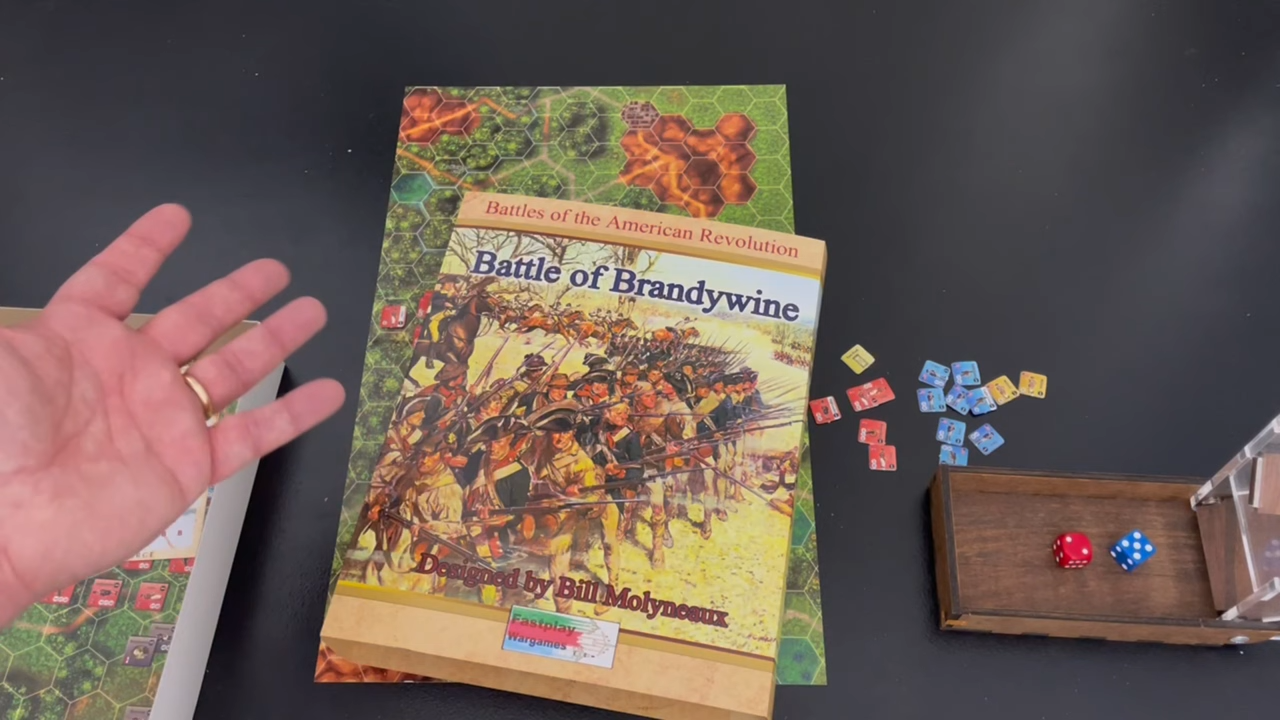 Battles of the American Revolution
Battle of Brandywine
Designed by Bill Molyneaux
Fastplay
Wargames